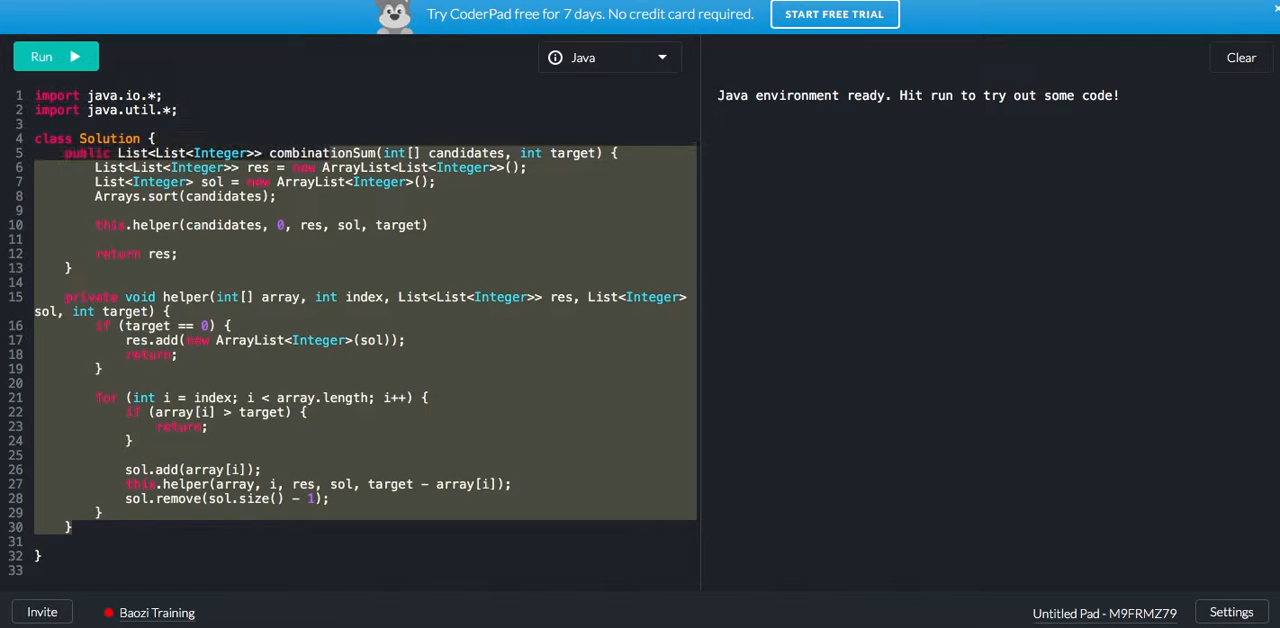 Try CoderPad free for 7 days. No credit card required. START FREE TRIAL ×
Run Java Clear
1 import java.io.*;
2 import java.util.*;
3
4 class Solution {
5     public List<List<Integer>> combinationSum(int[] candidates, int target) {
6         List<List<Integer>> res = new ArrayList<List<Integer>>();
7         List<Integer> sol = new ArrayList<Integer>();
8         Arrays.sort(candidates);
9
10         this.helper(candidates, 0, res, sol, target)
11
12         return res;
13     }
14
15     private void helper(int[] array, int index, List<List<Integer>> res, List<Integer>
sol, int target) {
16         if (target == 0) {
17             res.add(new ArrayList<Integer>(sol));
18             return;
19         }
20
21         for (int i = index; i < array.length; i++) {
22             if (array[i] > target) {
23                 return;
24             }
25
26             sol.add(array[i]);
27             this.helper(array, i, res, sol, target - array[i]);
28             sol.remove(sol.size() - 1);
29         }
30     }
31
32 }
33
Java environment ready. Hit run to try out some code!
Invite Baozi Training Untitled Pad - M9FRMZ79 Settings